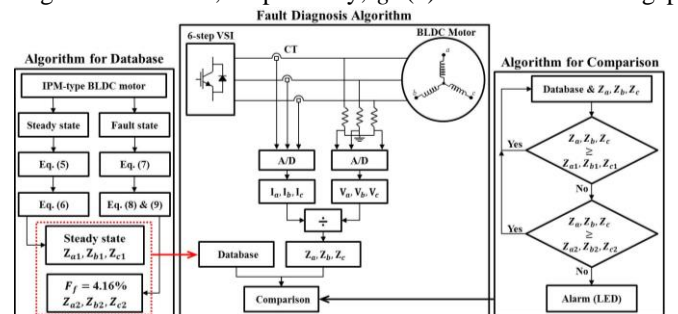 Fault Diagnosis Algorithm
Algorithm for Database
IPM-type BLDC motor
Steady state
Fault state
Eq. (5)
Eq. (7)
Eq. (6)
Eq. (8) & (9)
Steady state
Z_a1, Z_b1, Z_c1
F_f = 4.16%
Z_a2, Z_b2, Z_c2
6-step VSI
CT
BLDC Motor
a
b
c
A/D
A/D
I_a, I_b, I_c
V_a, V_b, V_c
÷
Database
Z_a, Z_b, Z_c
Comparison
Algorithm for Comparison
Database & Z_a, Z_b, Z_c
Yes
Z_a, Z_b, Z_c
≥
Z_a1, Z_b1, Z_c1
No
Yes
Z_a, Z_b, Z_c
≥
Z_a2, Z_b2, Z_c2
No
Alarm (LED)